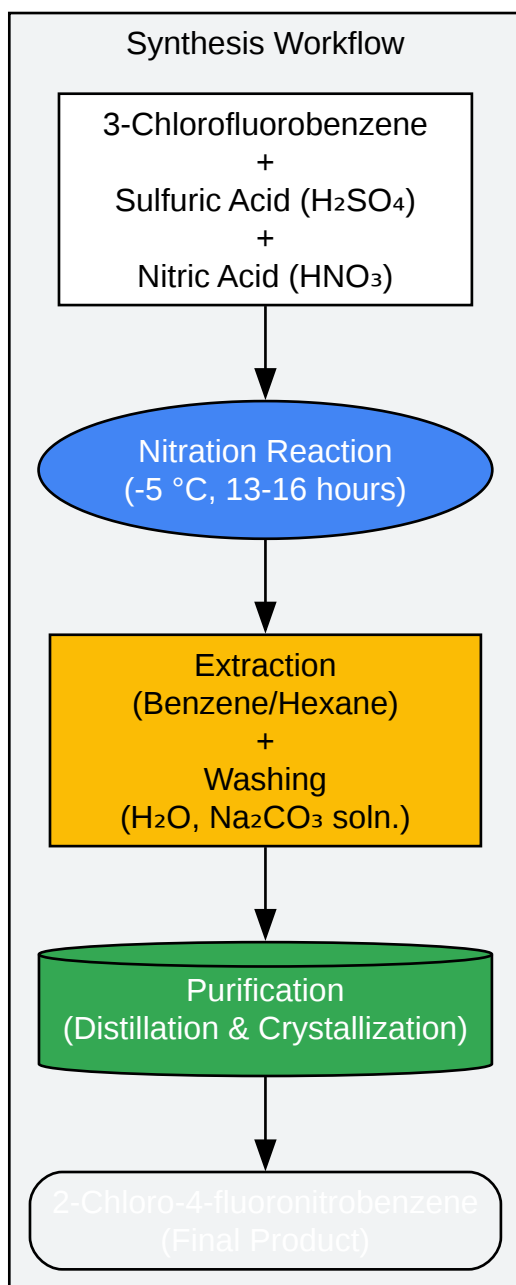 Synthesis Workflow
3-Chlorofluorobenzene
+
Sulfuric Acid (H₂SO₄)
+
Nitric Acid (HNO₃)
Nitration Reaction
(-5 °C, 13-16 hours)
Extraction
(Benzene/Hexane)
+
Washing
(H₂O, Na₂CO₃ soln.)
Purification
(Distillation & Crystallization)
2-Chloro-4-fluoronitrobenzene
(Final Product)